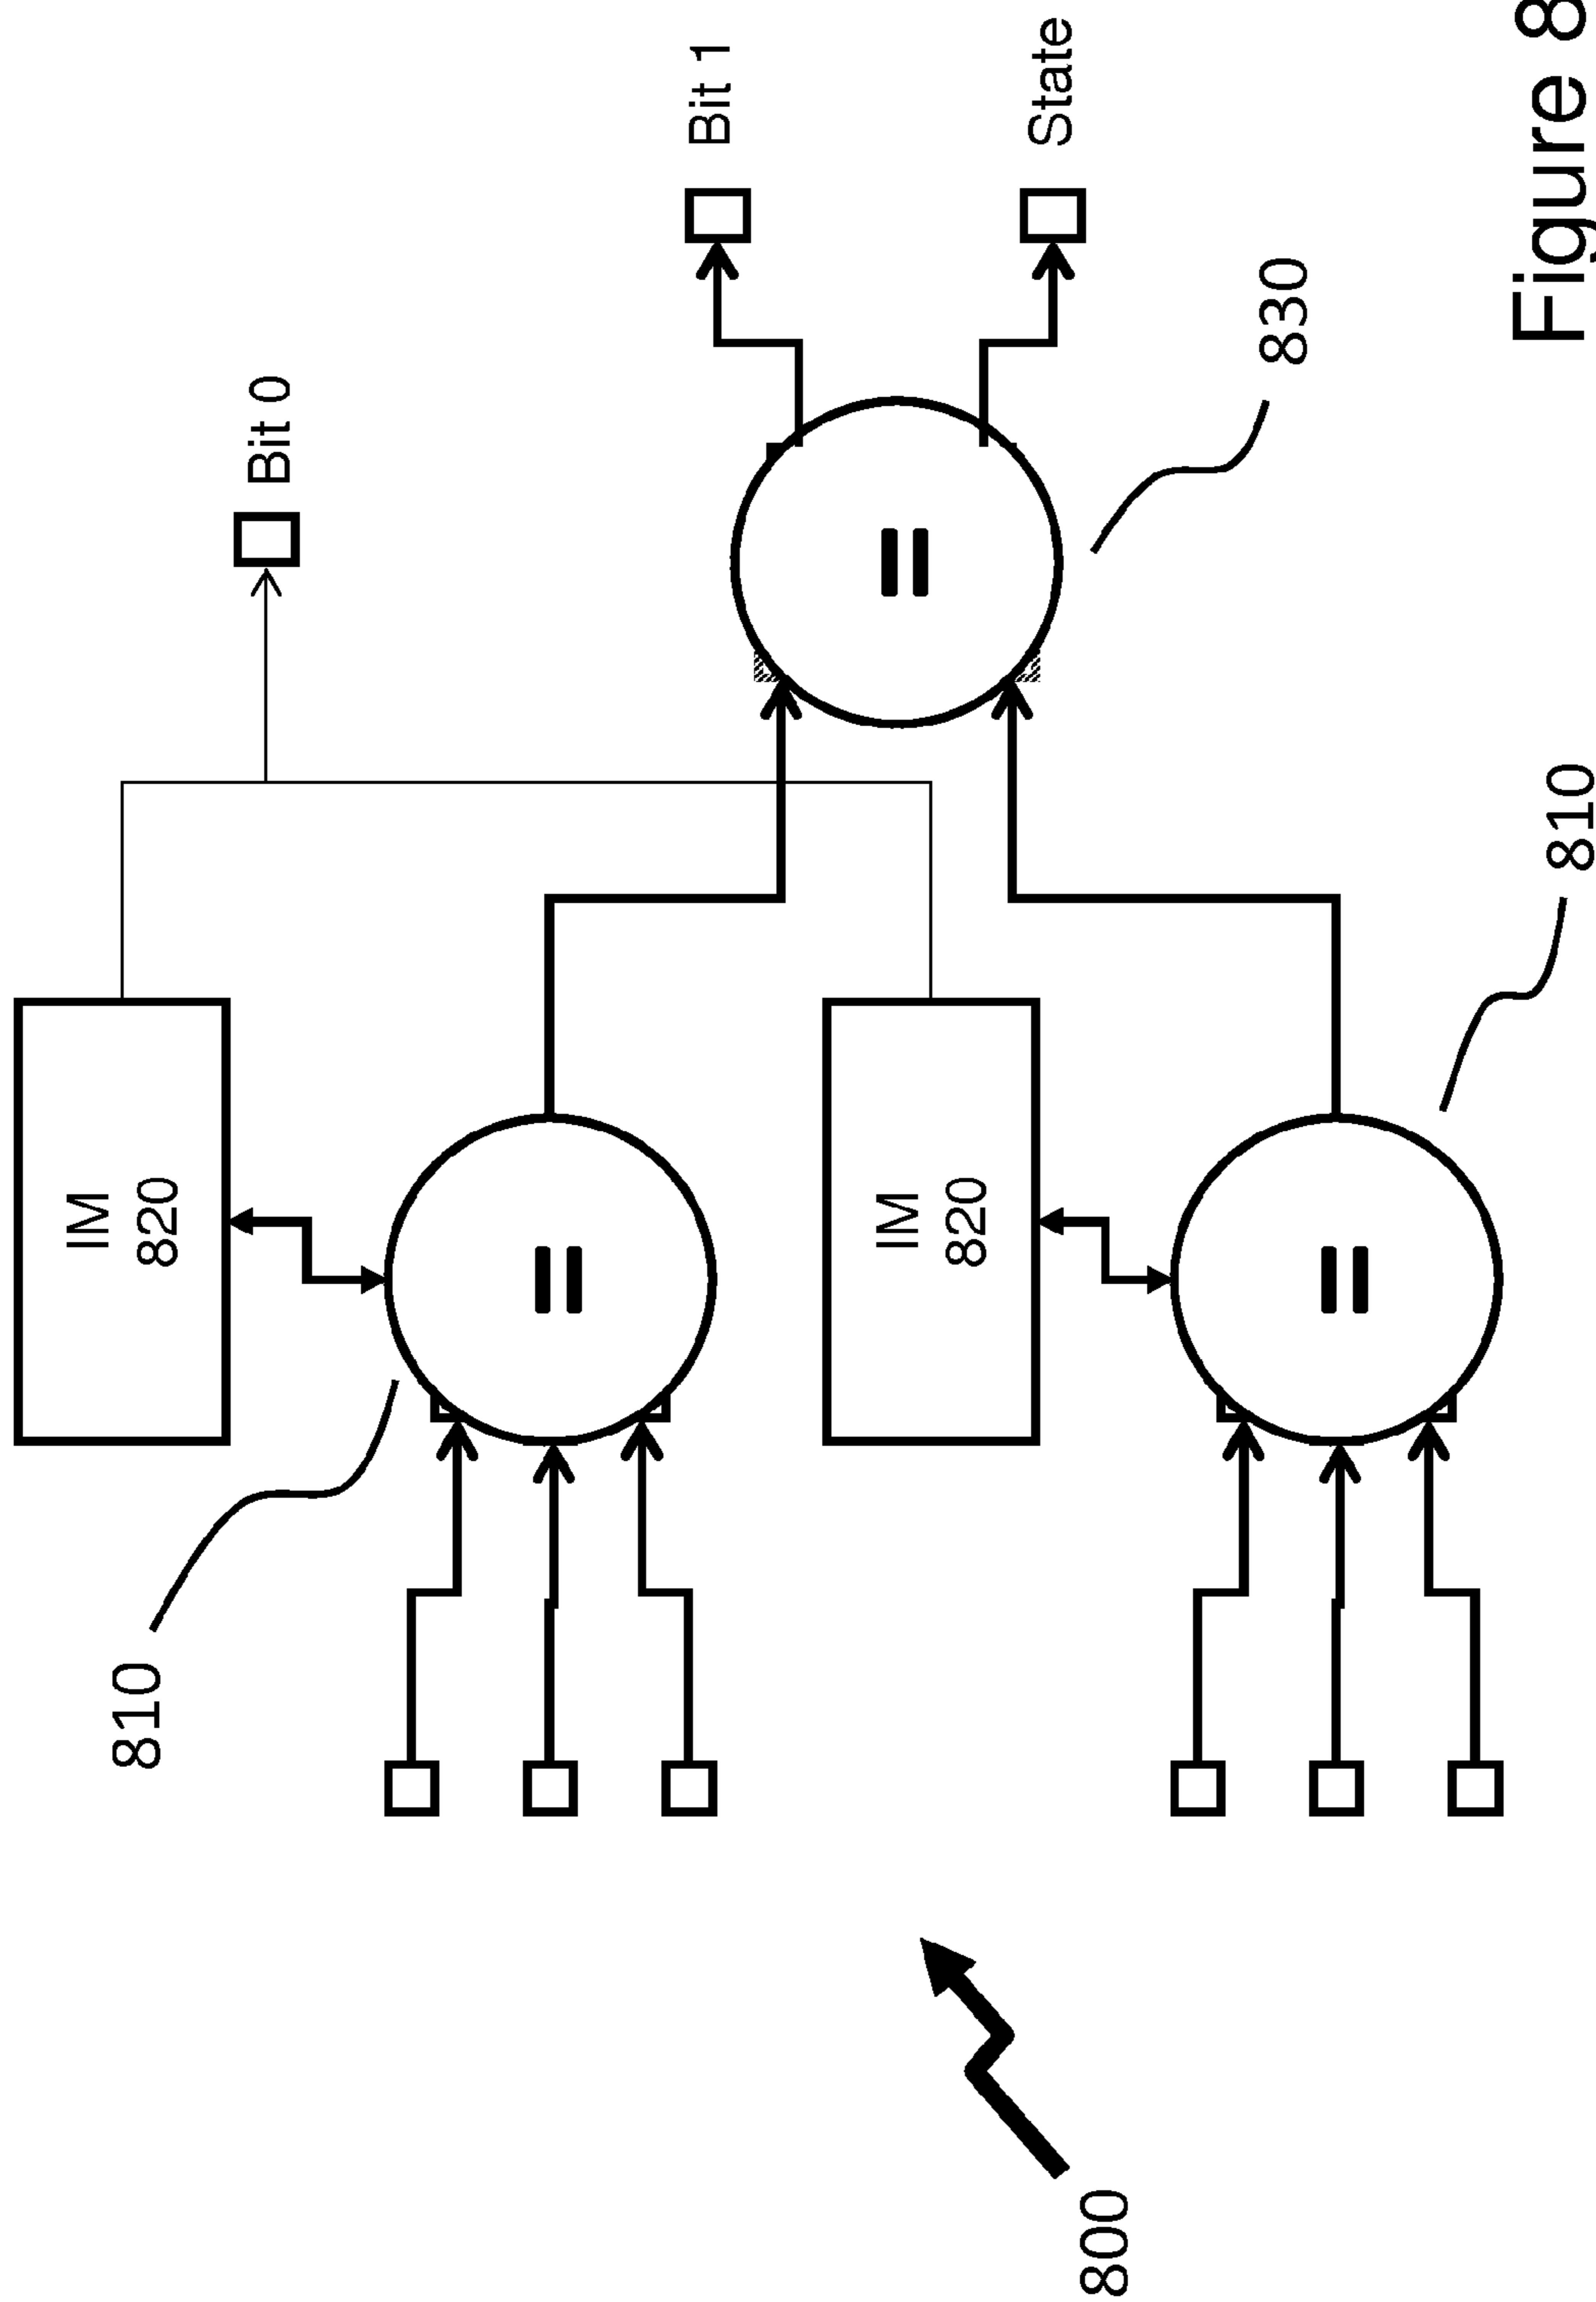 IM
820
810
Bit 0
=
Bit 1
IM
820
=
State
800
830
=
810
Figure 8